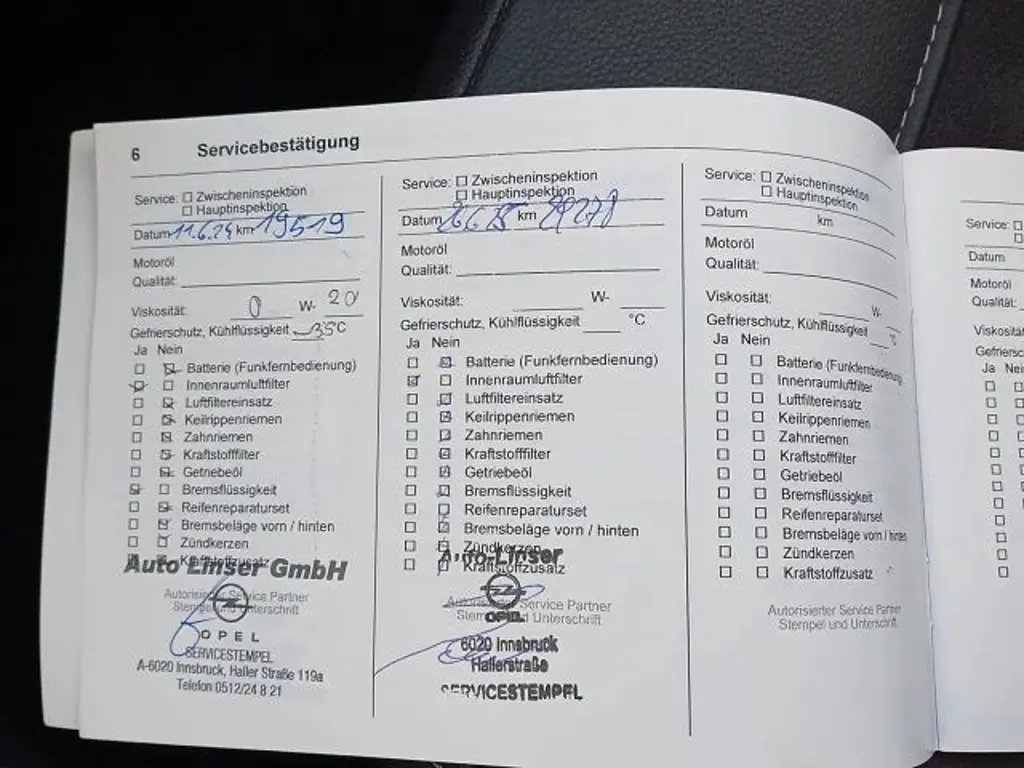 6 Servicebestätigung
Service: Zwischeninspektion
Hauptinspektion
Datum 11.6.24 km 19519
Motoröl
Qualität:
Viskosität: 0 W- 20
Gefrierschutz, Kühlflüssigkeit -35°C
Ja Nein
Batterie (Funkfernbedienung)
Innenraumluftfilter
Luftfiltereinsatz
Keilrippenriemen
Zahnriemen
Kraftstofffilter
Getriebeöl
Bremsflüssigkeit
Reifenreparaturset
Bremsbeläge vorn / hinten
Zündkerzen
Kraftstoffzusatz
Auto Linser GmbH
Autorisierter Service Partner
Stempel und Unterschrift
OPEL
SERVICESTEMPEL
A-6020 Innsbruck, Haller Straße 119a
Telefon 0512/24 8 21
Service: Zwischeninspektion
Hauptinspektion
Datum km
Motoröl
Qualität:
Viskosität: W-
Gefrierschutz, Kühlflüssigkeit °C
Ja Nein
Batterie (Funkfernbedienung)
Innenraumluftfilter
Luftfiltereinsatz
Keilrippenriemen
Zahnriemen
Kraftstofffilter
Getriebeöl
Bremsflüssigkeit
Reifenreparaturset
Bremsbeläge vorn / hinten
Zündkerzen
Kraftstoffzusatz
Auto-Linser
Autorisierter Service Partner
Stempel und Unterschrift
OPEL
6020 Innsbruck
Hallerstraße
SERVICESTEMPEL
Service: Zwischeninspektion
Hauptinspektion
Datum km
Motoröl
Qualität:
Viskosität: W-
Gefrierschutz, Kühlflüssigkeit °C
Ja Nein
Batterie (Funkfernbedienung
Innenraumluftfilter
Luftfiltereinsatz
Keilrippenriemen
Zahnriemen
Kraftstofffilter
Getriebeöl
Bremsflüssigkeit
Reifenreparaturset
Bremsbeläge vorn / hinten
Zündkerzen
Kraftstoffzusatz
Autorisierter Service Partner
Stempel und Unterschrift
Service:
Datum
Motoröl
Qualität:
Viskosität
Gefrierschutz
Ja Nein